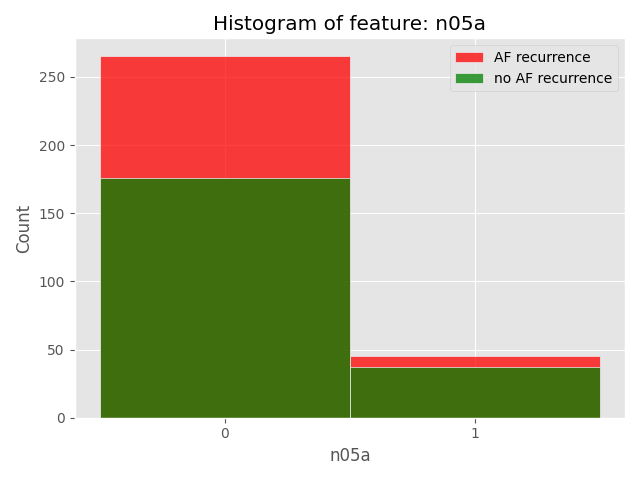 Histogram of feature: n05a
AF recurrence
no AF recurrence
Count
250
200
150
100
50
0
0 1
n05a